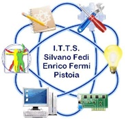 I.T.T.S.
Silvano Fedi
Enrico Fermi
Pistoia